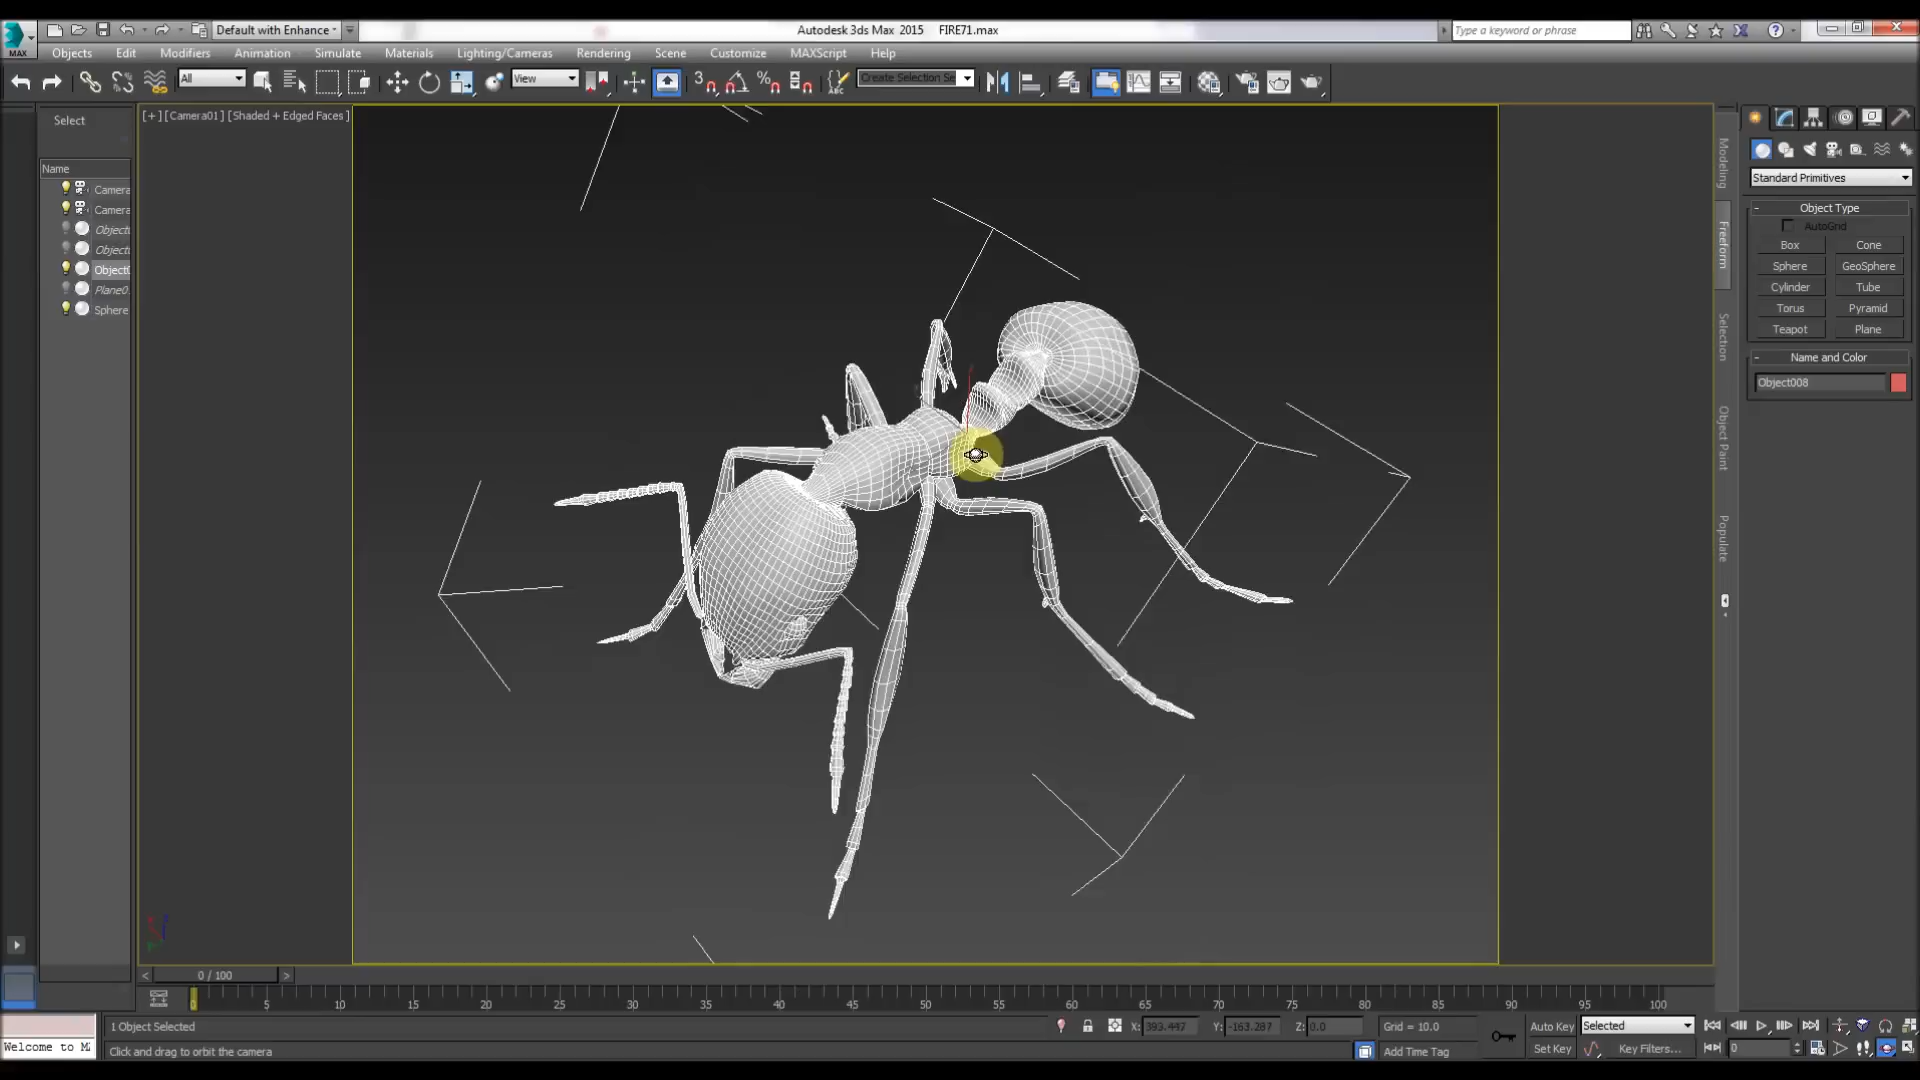 MAX
Default with Enhance
Autodesk 3ds Max 2015 FIRE71.max
Type a keyword or phrase
Objects Edit Modifiers Animation Simulate Materials Lighting/Cameras Rendering Scene Customize MAXScript Help
All
View
3
Create Selection Se
Select
[+] [Camera01] [Shaded + Edged Faces]
Name
Camera
Camera
Object0
Object0
Object0
Plane0
Sphere
Modeling
Freeform
Selection
Object Paint
Populate
Standard Primitives
- Object Type
AutoGrid
Box Cone
Sphere GeoSphere
Cylinder Tube
Torus Pyramid
Teapot Plane
- Name and Color
Object008
< 0 / 100 >
0 5 10 15 20 25 30 35 40 45 50 55 60 65 70 75 80 85 90 95 100
1 Object Selected
X: 393.447 Y: -163.287 Z: 0.0 Grid = 10.0
Auto Key Selected
Welcome to M
Click and drag to orbit the camera
Add Time Tag
Set Key Key Filters... 0